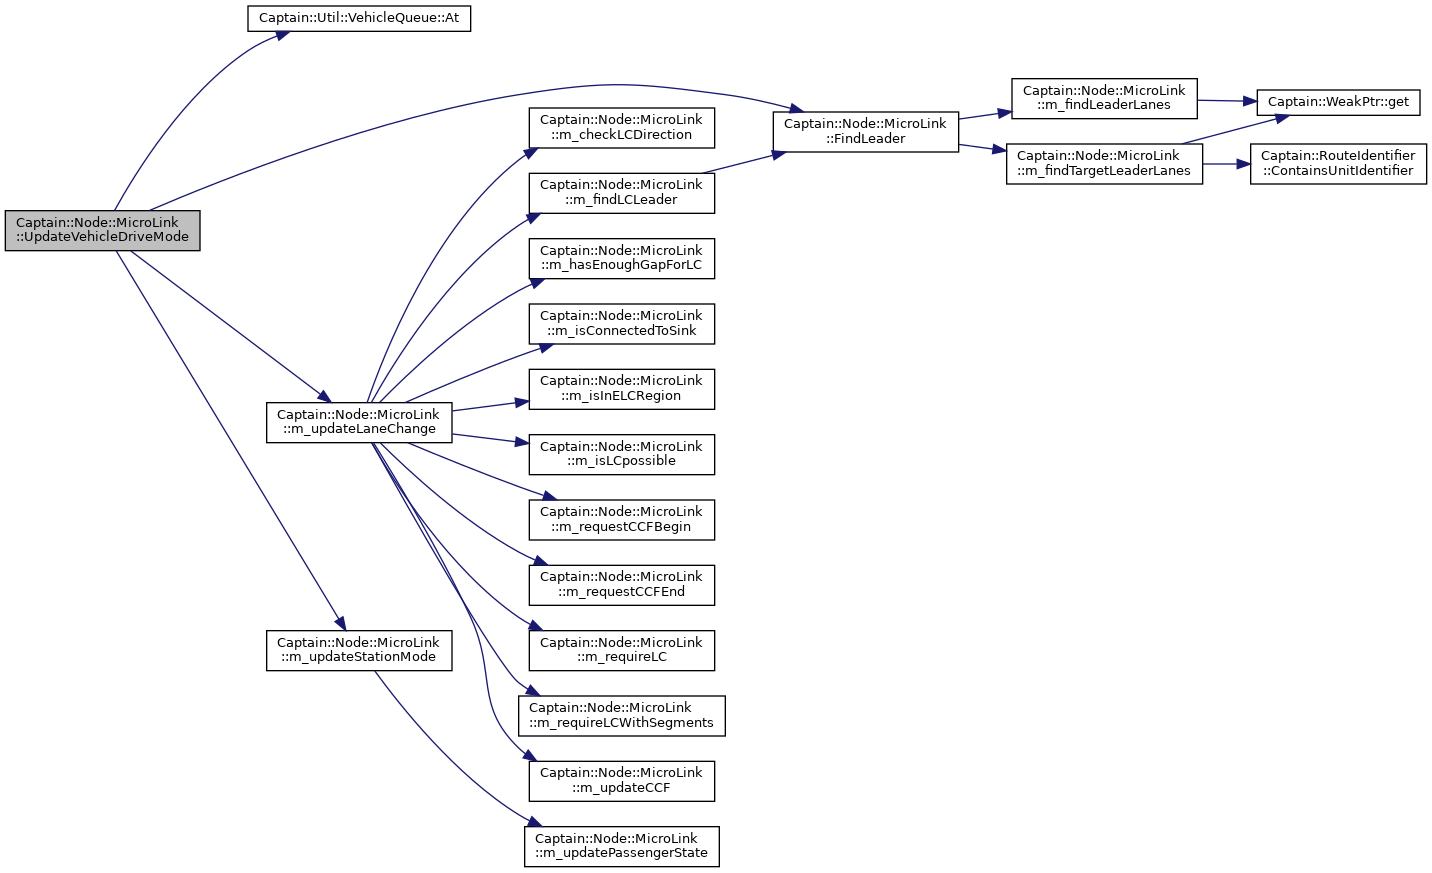 Captain::Util::VehicleQueue::At
Captain::Node::MicroLink
::UpdateVehicleDriveMode
Captain::Node::MicroLink
::m_updateLaneChange
Captain::Node::MicroLink
::m_updateStationMode
Captain::Node::MicroLink
::m_checkLCDirection
Captain::Node::MicroLink
::m_findLCLeader
Captain::Node::MicroLink
::m_hasEnoughGapForLC
Captain::Node::MicroLink
::m_isConnectedToSink
Captain::Node::MicroLink
::m_isInELCRegion
Captain::Node::MicroLink
::m_isLCpossible
Captain::Node::MicroLink
::m_requestCCFBegin
Captain::Node::MicroLink
::m_requestCCFEnd
Captain::Node::MicroLink
::m_requireLC
Captain::Node::MicroLink
::m_requireLCWithSegments
Captain::Node::MicroLink
::m_updateCCF
Captain::Node::MicroLink
::m_updatePassengerState
Captain::Node::MicroLink
::FindLeader
Captain::Node::MicroLink
::m_findLeaderLanes
Captain::Node::MicroLink
::m_findTargetLeaderLanes
Captain::WeakPtr::get
Captain::RouteIdentifier
::ContainsUnitIdentifier